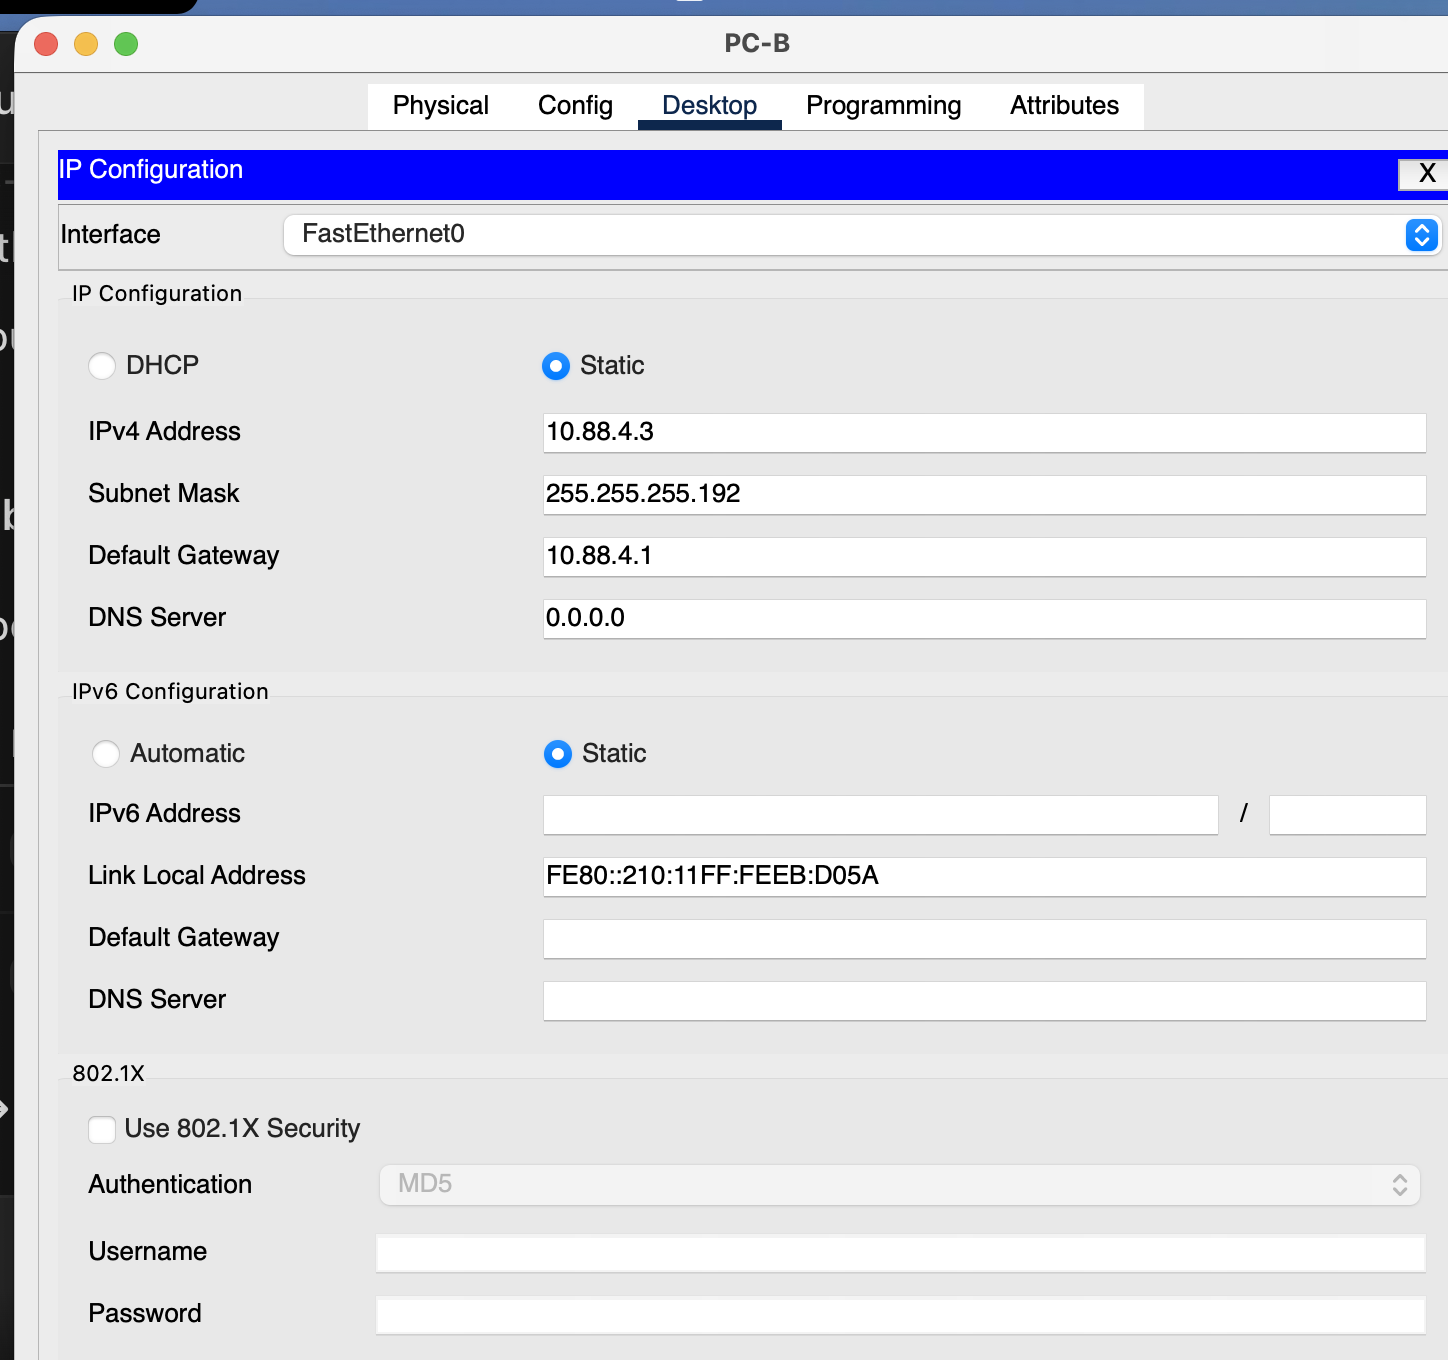 PC-B
Physical Config Desktop Programming Attributes
IP Configuration
X
Interface FastEthernet0
IP Configuration
DHCP Static
IPv4 Address 10.88.4.3
Subnet Mask 255.255.255.192
Default Gateway 10.88.4.1
DNS Server 0.0.0.0
IPv6 Configuration
Automatic Static
IPv6 Address /
Link Local Address FE80::210:11FF:FEEB:D05A
Default Gateway
DNS Server
802.1X
Use 802.1X Security
Authentication MD5
Username
Password